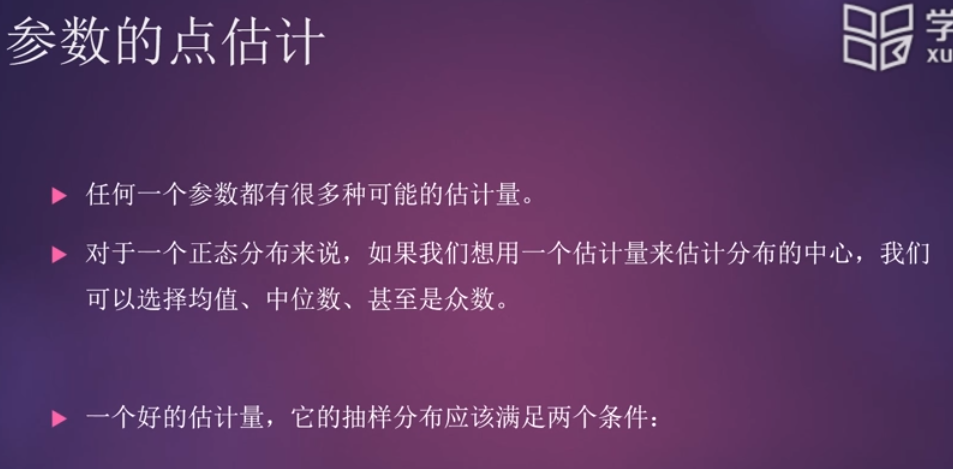 参数的点估计
学
XU
任何一个参数都有很多种可能的估计量。
对于一个正态分布来说，如果我们想用一个估计量来估计分布的中心，我们
可以选择均值、中位数、甚至是众数。
一个好的估计量，它的抽样分布应该满足两个条件：